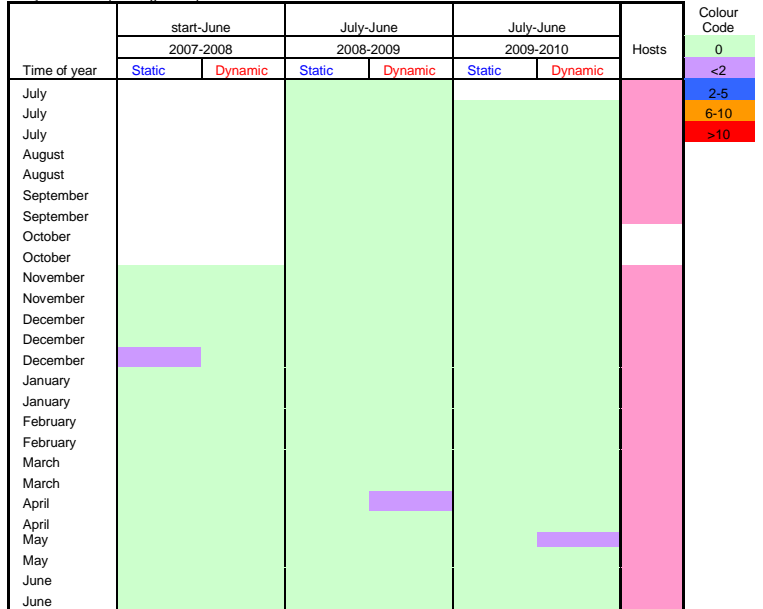 start-June July-June July-June Colour Code
2007-2008 2008-2009 2009-2010 Hosts 0
Time of year Static Dynamic Static Dynamic Static Dynamic <2
July 2-5
July 6-10
July >10
August
August
September
September
October
October
November
November
December
December
December
January
January
February
February
March
March
April
April
May
May
June
June